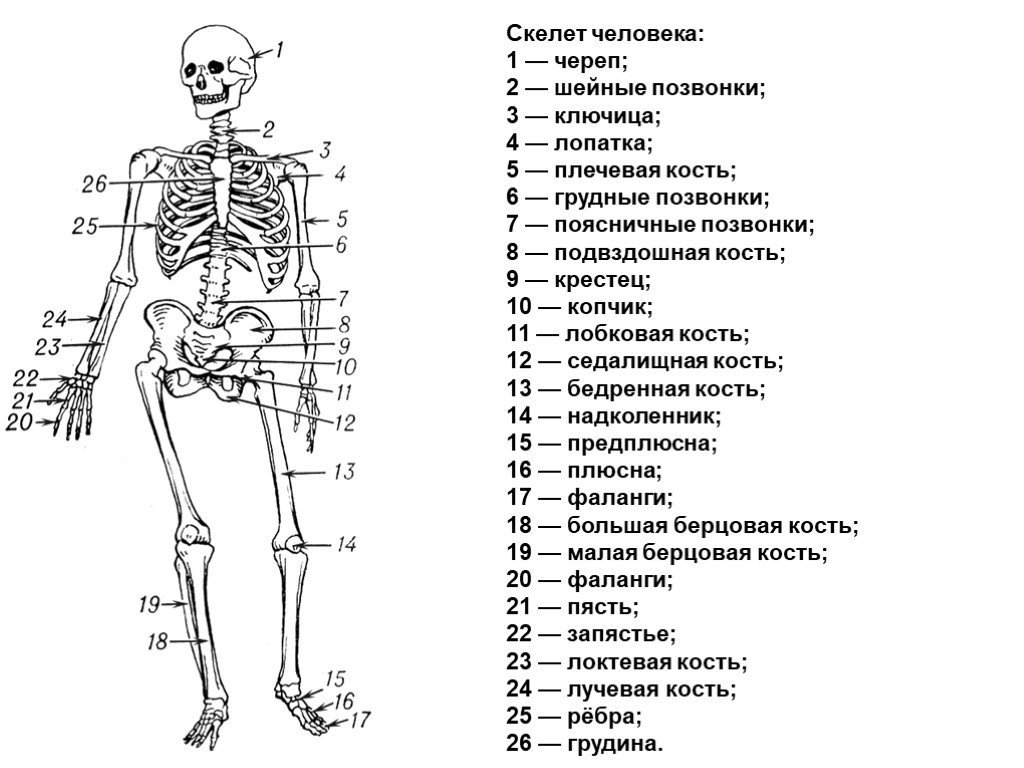 Скелет человека:
1 — череп;
2 — шейные позвонки;
3 — ключица;
4 — лопатка;
5 — плечевая кость;
6 — грудные позвонки;
7 — поясничные позвонки;
8 — подвздошная кость;
9 — крестец;
10 — копчик;
11 — лобковая кость;
12 — седалищная кость;
13 — бедренная кость;
14 — надколенник;
15 — предплюсна;
16 — плюсна;
17 — фаланги;
18 — большая берцовая кость;
19 — малая берцовая кость;
20 — фаланги;
21 — пясть;
22 — запястье;
23 — локтевая кость;
24 — лучевая кость;
25 — рёбра;
26 — грудина.
1
2
3
4
26
5
25
6
7
24
8
23
9
10
22
11
21
20
12
13
14
19
18
15
16
17